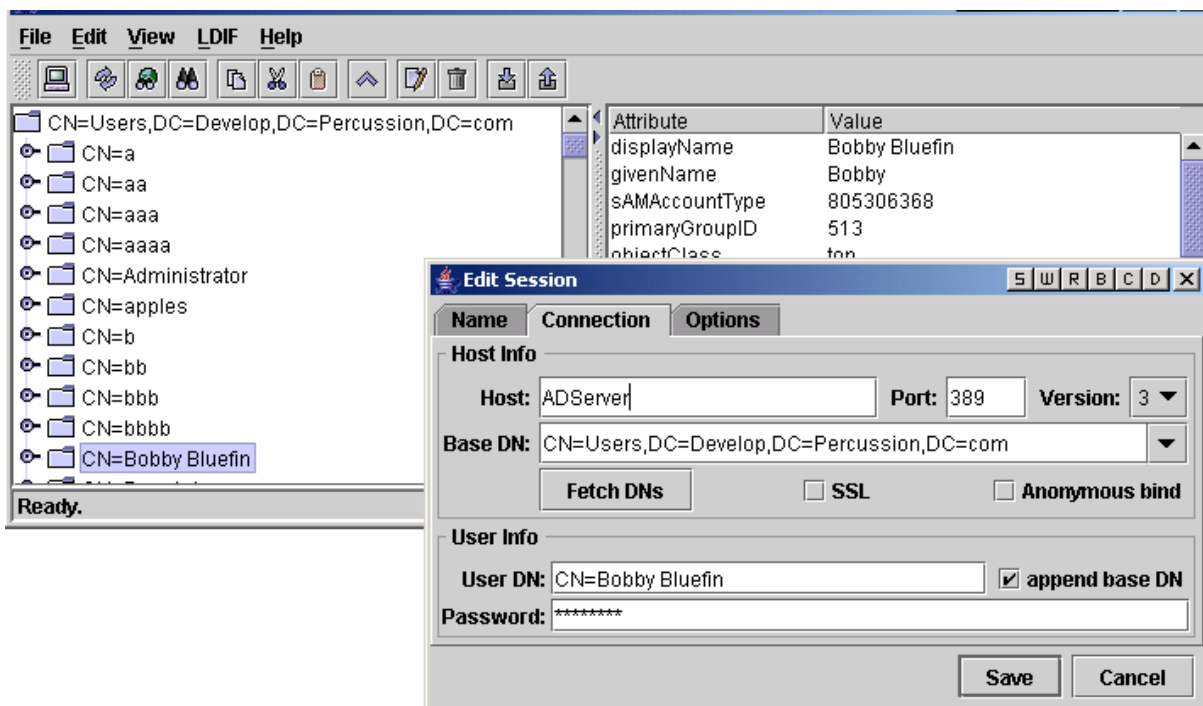 File Edit View LDIF Help
CN=Users,DC=Develop,DC=Percussion,DC=com
CN=a
CN=aa
CN=aaa
CN=aaaa
CN=Administrator
CN=apples
CN=b
CN=bb
CN=bbb
CN=bbbb
CN=Bobby Bluefin
Ready.
Attribute Value
displayName Bobby Bluefin
givenName Bobby
sAMAccountType 805306368
primaryGroupID 513
objectClass top
Edit Session S W R B C D X
Name Connection Options
Host Info
Host: ADServer Port: 389 Version: 3
Base DN: CN=Users,DC=Develop,DC=Percussion,DC=com
Fetch DNs SSL Anonymous bind
User Info
User DN: CN=Bobby Bluefin append base DN
Password: ********
Save Cancel